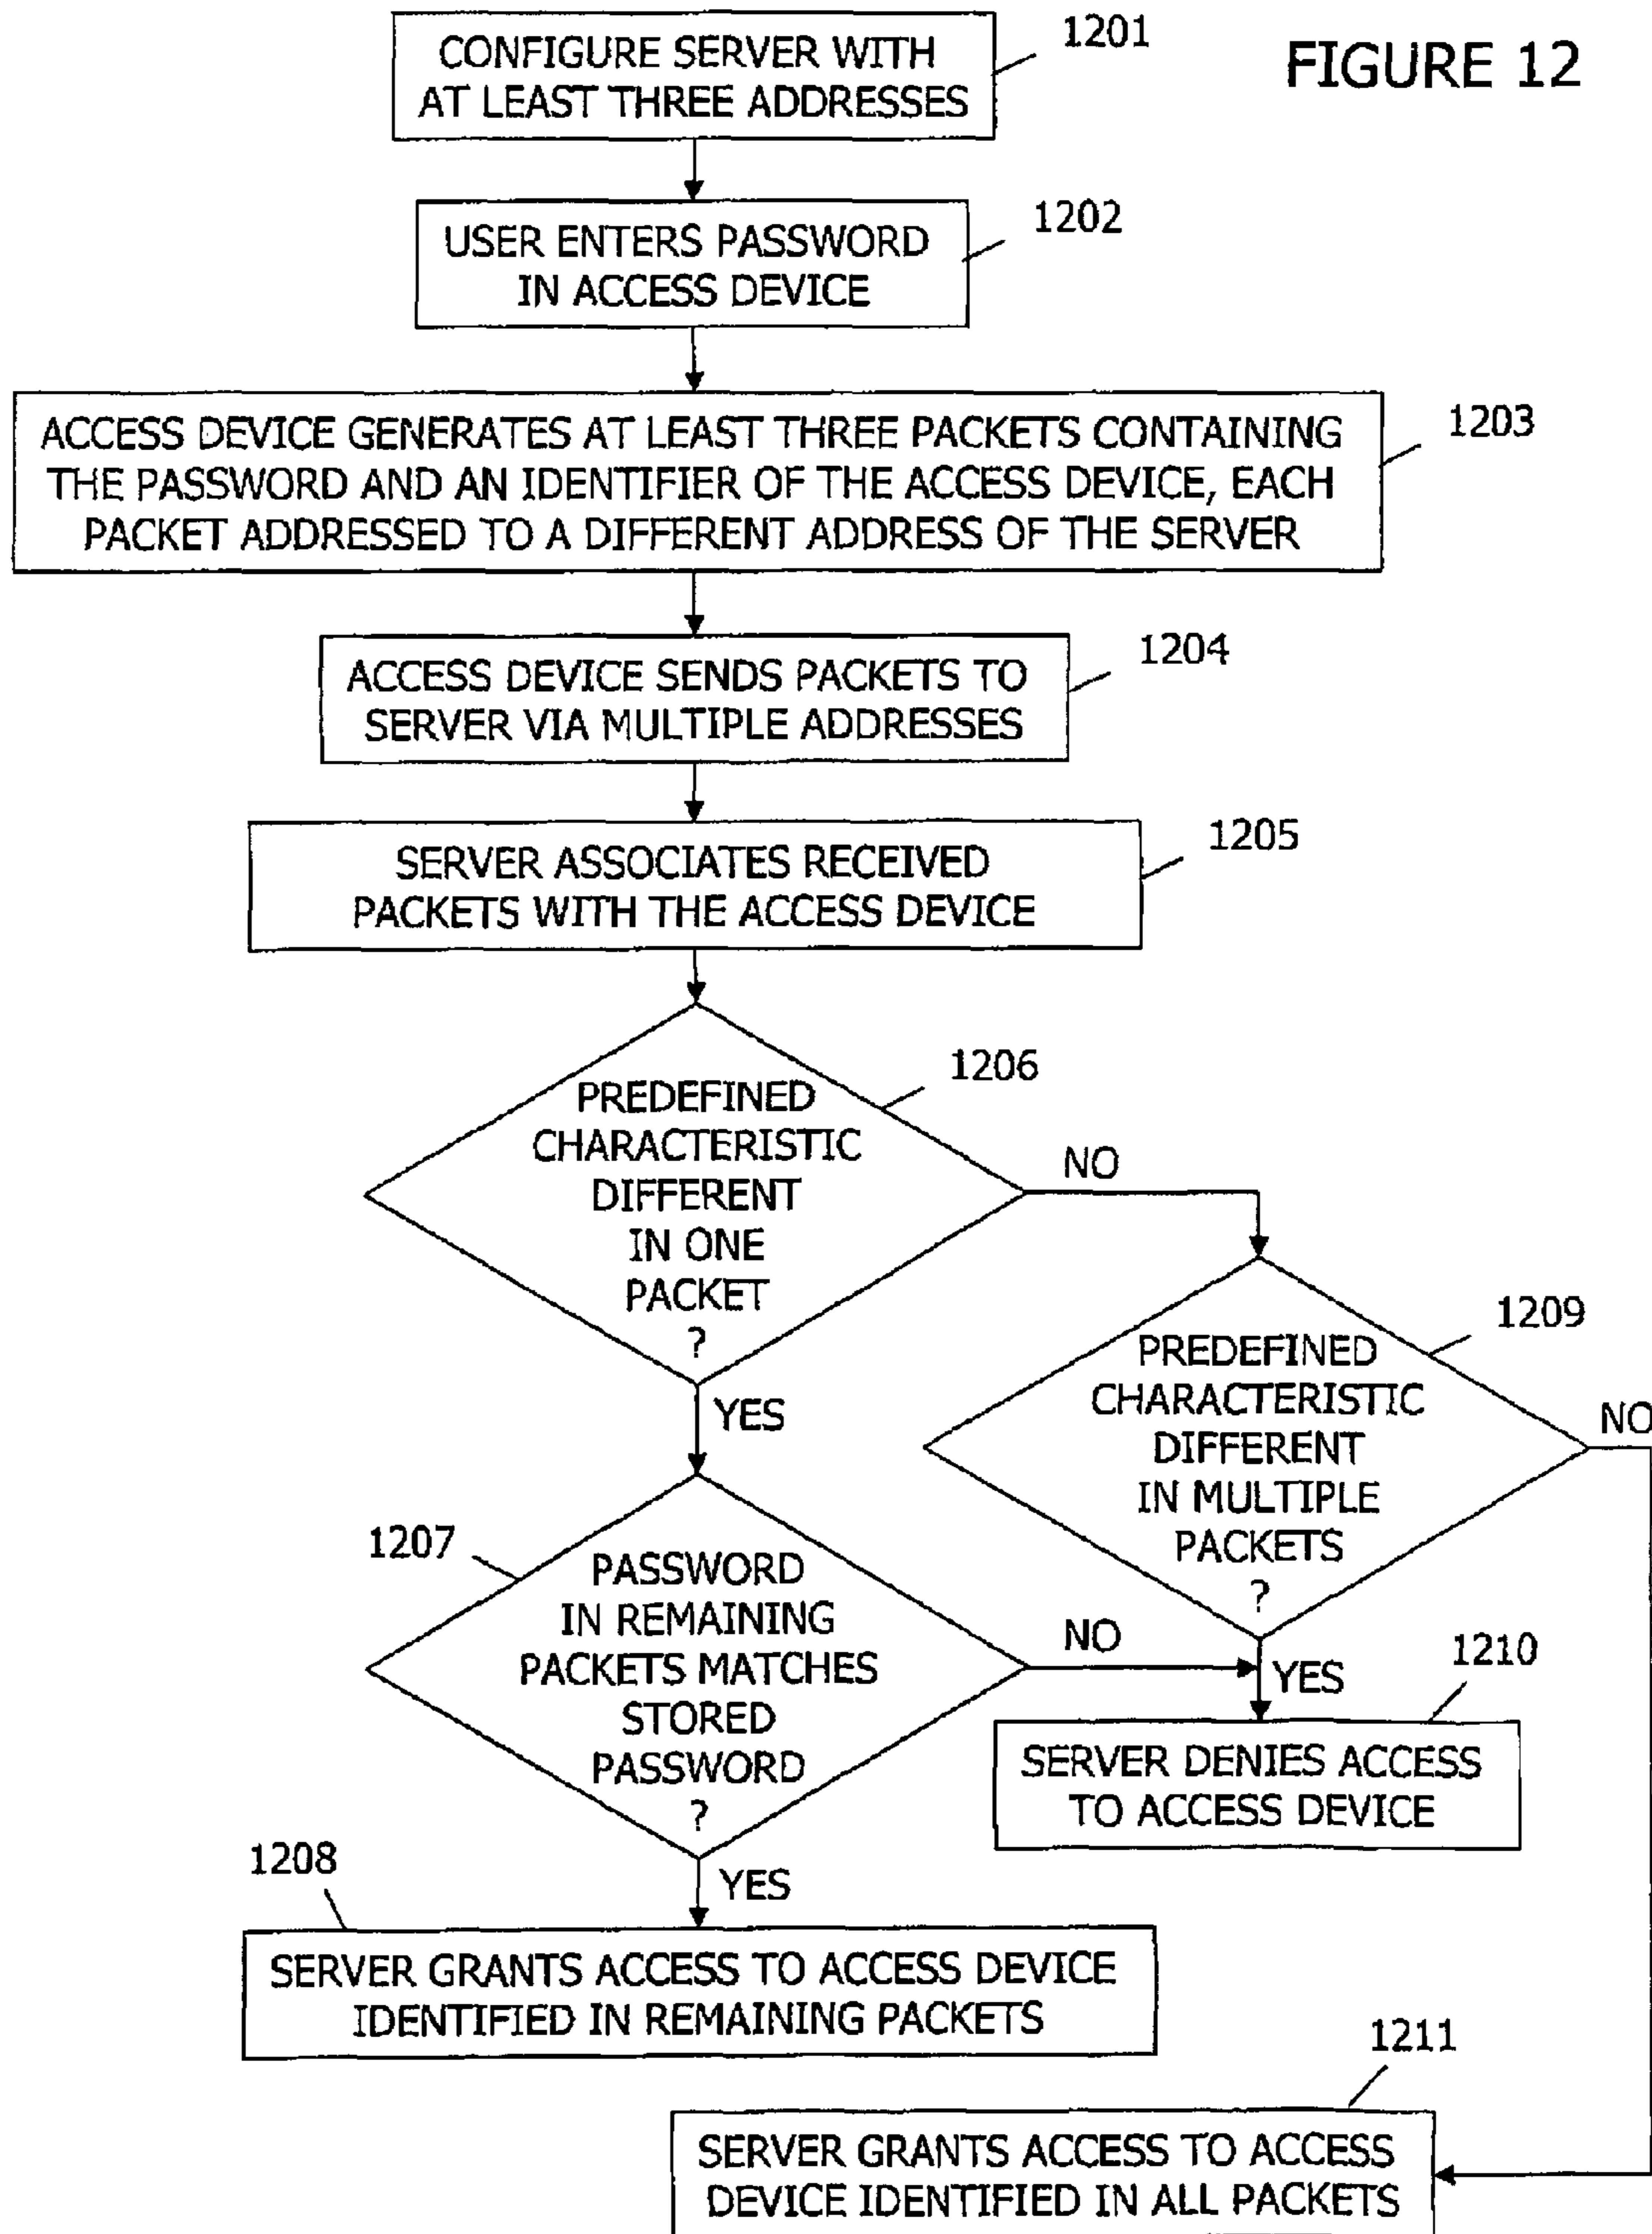 FIGURE 12
1201
CONFIGURE SERVER WITH
AT LEAST THREE ADDRESSES
1202
USER ENTERS PASSWORD
IN ACCESS DEVICE
1203
ACCESS DEVICE GENERATES AT LEAST THREE PACKETS CONTAINING
THE PASSWORD AND AN IDENTIFIER OF THE ACCESS DEVICE, EACH
PACKET ADDRESSED TO A DIFFERENT ADDRESS OF THE SERVER
1204
ACCESS DEVICE SENDS PACKETS TO
SERVER VIA MULTIPLE ADDRESSES
1205
SERVER ASSOCIATES RECEIVED
PACKETS WITH THE ACCESS DEVICE
1206
PREDEFINED
CHARACTERISTIC
DIFFERENT
IN ONE
PACKET
?
NO
YES
1209
PREDEFINED
CHARACTERISTIC
DIFFERENT
IN MULTIPLE
PACKETS
?
NO
YES
1207
PASSWORD
IN REMAINING
PACKETS MATCHES
STORED
PASSWORD
?
NO
YES
1210
SERVER DENIES ACCESS
TO ACCESS DEVICE
1208
SERVER GRANTS ACCESS TO ACCESS DEVICE
IDENTIFIED IN REMAINING PACKETS
1211
SERVER GRANTS ACCESS TO ACCESS
DEVICE IDENTIFIED IN ALL PACKETS